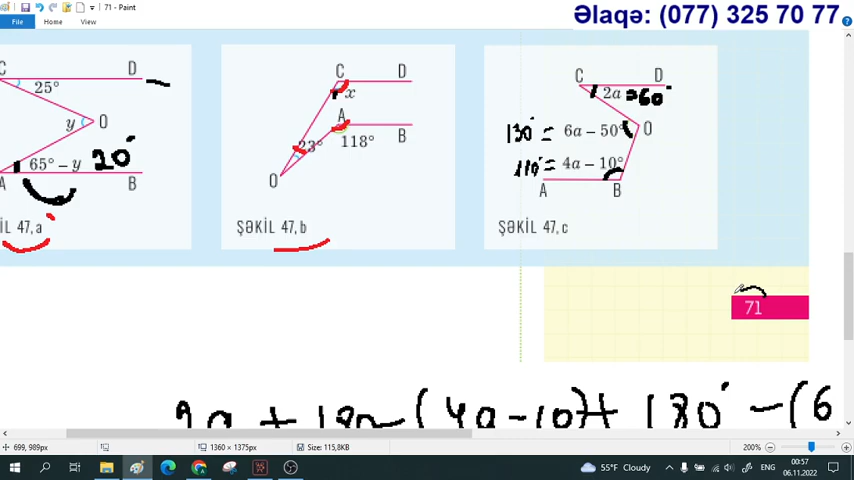 71 - Paint
Əlaqə: (077) 325 70 77
File Home View
C D
25°
y O
65° – y 20°
A B
ŞƏKİL 47, a
C D
x
A
B
23° 118°
O
ŞƏKİL 47, b
C D
2a = 60°
130° = 6a – 50° O
110° = 4a – 10°
A B
ŞƏKİL 47, c
71
2a + 180 – (4a – 10) + 180° – (6
699, 989px 1360 × 1375px Size: 115,8KB 200%
55°F Cloudy ENG 00:57
06.11.2022